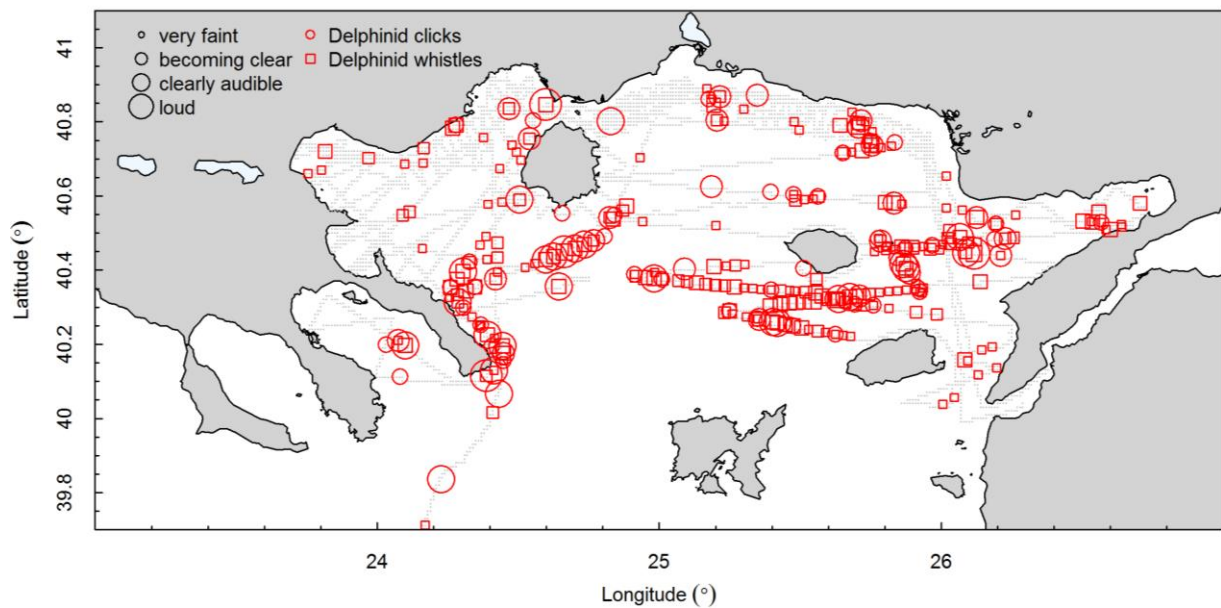 very faint
becoming clear
clearly audible
loud
Delphinid clicks
Delphinid whistles
Latitude (°)
41
40.8
40.6
40.4
40.2
40
39.8
24
25
26
Longitude (°)